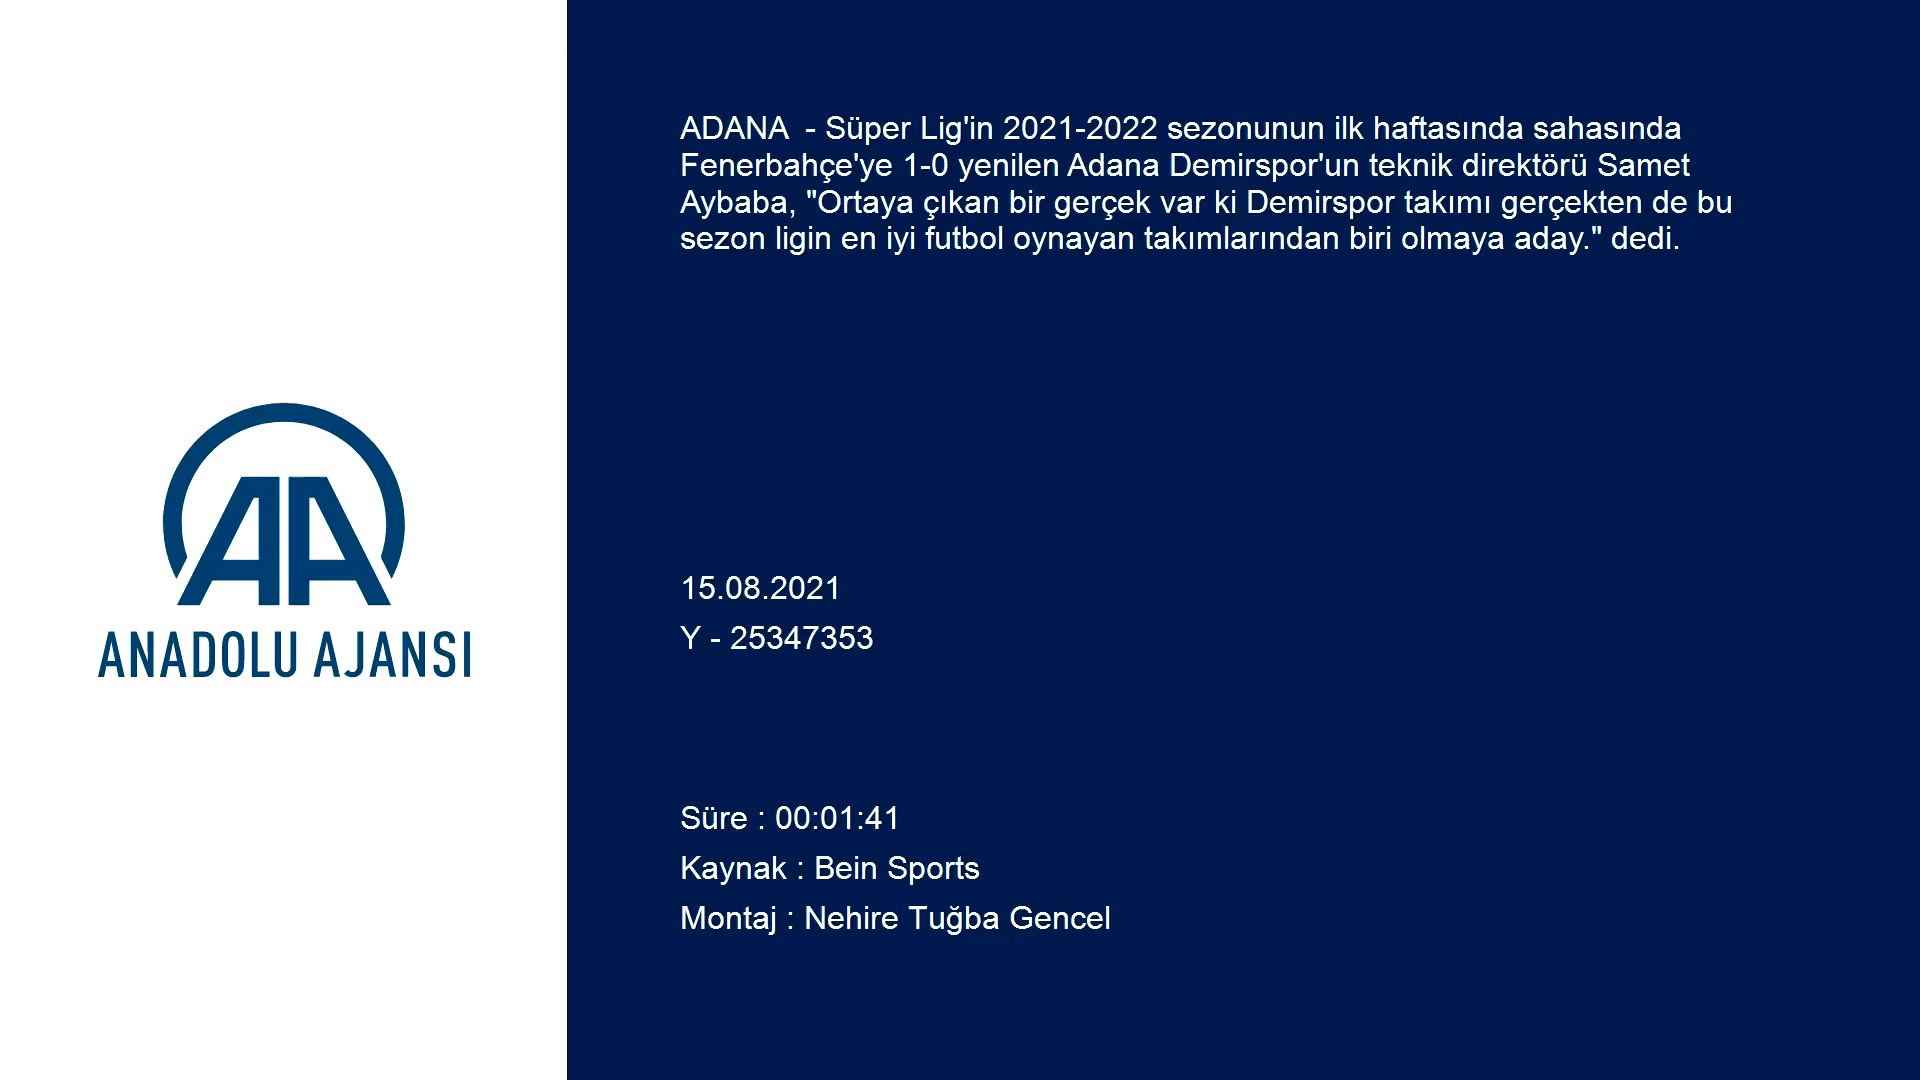 ADANA  - Süper Lig'in 2021-2022 sezonunun ilk haftasında sahasında
Fenerbahçe'ye 1-0 yenilen Adana Demirspor'un teknik direktörü Samet
Aybaba, "Ortaya çıkan bir gerçek var ki Demirspor takımı gerçekten de bu
sezon ligin en iyi futbol oynayan takımlarından biri olmaya aday." dedi.
AA
ANADOLU AJANSI
15.08.2021
Y - 25347353
Süre : 00:01:41
Kaynak : Bein Sports
Montaj : Nehire Tuğba Gencel